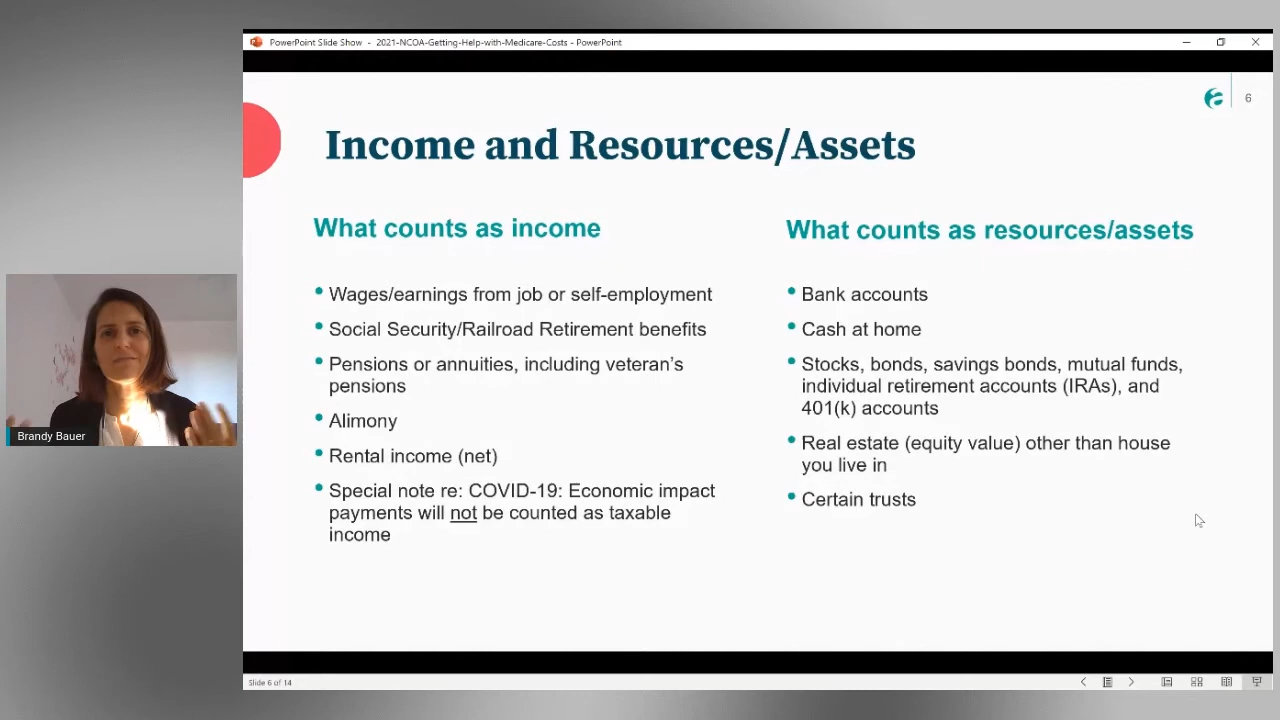 PowerPoint Slide Show - 2021-NCOA-Getting-Help-with-Medicare-Costs - PowerPoint
6
Income and Resources/Assets
What counts as income
• Wages/earnings from job or self-employment
• Social Security/Railroad Retirement benefits
• Pensions or annuities, including veteran's
pensions
• Alimony
• Rental income (net)
• Special note re: COVID-19: Economic impact
payments will not be counted as taxable
income
What counts as resources/assets
• Bank accounts
• Cash at home
• Stocks, bonds, savings bonds, mutual funds,
individual retirement accounts (IRAs), and
401(k) accounts
• Real estate (equity value) other than house
you live in
• Certain trusts
Brandy Bauer
Slide 6 of 14